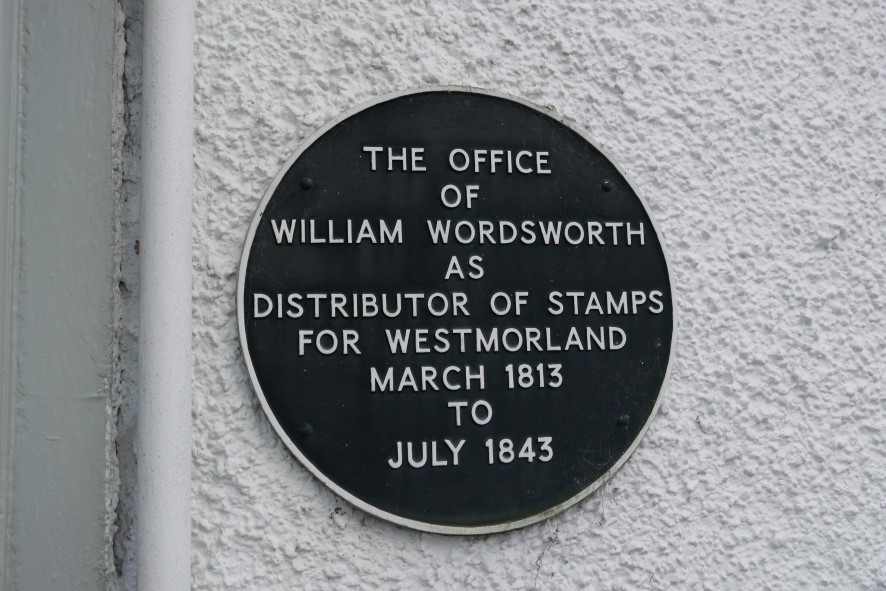 THE OFFICE
OF
WILLIAM WORDSWORTH
AS
DISTRIBUTOR OF STAMPS
FOR WESTMORLAND
MARCH 1813
TO
JULY 1843